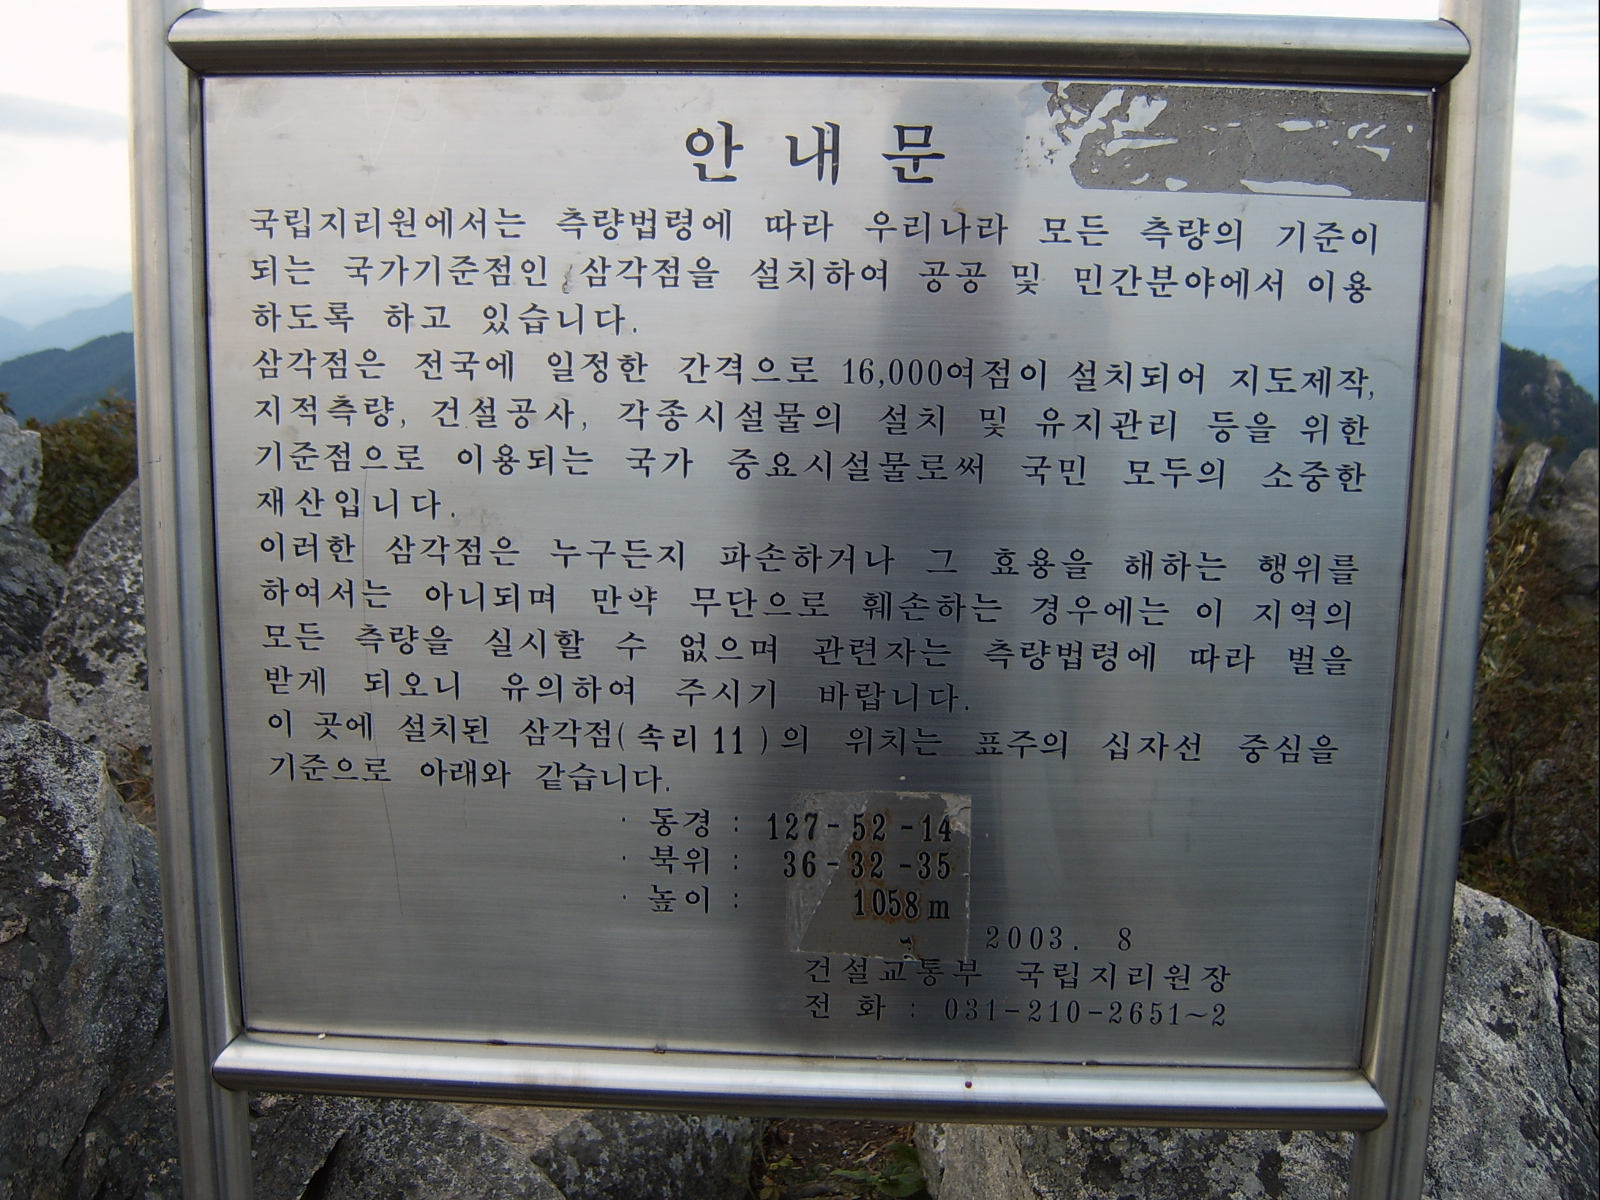 안내문
국립지리원에서는 측량법령에 따라 우리나라 모든 측량의 기준이
되는 국가기준점인 삼각점을 설치하여 공공 및 민간분야에서 이용
하도록 하고 있습니다.
삼각점은 전국에 일정한 간격으로 16,000여점이 설치되어 지도제작,
지적측량, 건설공사, 각종시설물의 설치 및 유지관리 등을 위한
기준점으로 이용되는 국가 중요시설물로써 국민 모두의 소중한
재산입니다.
이러한 삼각점은 누구든지 파손하거나 그 효용을 해하는 행위를
하여서는 아니되며 만약 무단으로 훼손하는 경우에는 이 지역의
모든 측량을 실시할 수 없으며 관련자는 측량법령에 따라 벌을
받게 되오니 유의하여 주시기 바랍니다.
이 곳에 설치된 삼각점(속리 11)의 위치는 표주의 십자선 중심을
기준으로 아래와 같습니다.
· 동경 : 127-52-14
· 북위 : 36-32-35
· 높이 : 1058m
2003. 8
건설교통부 국립지리원장
전 화 : 031-210-2651~2